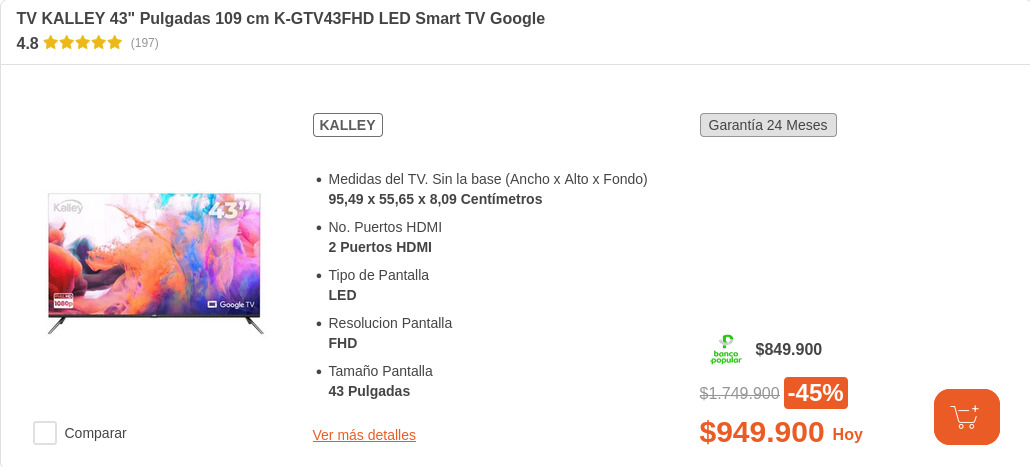 TV KALLEY 43" Pulgadas 109 cm K-GTV43FHD LED Smart TV Google
4.8 (197)
KALLEY
Garantía 24 Meses
Medidas del TV. Sin la base (Ancho x Alto x Fondo)
95,49 x 55,65 x 8,09 Centímetros
No. Puertos HDMI
2 Puertos HDMI
Tipo de Pantalla
LED
Resolucion Pantalla
FHD
Tamaño Pantalla
43 Pulgadas
Ver más detalles
Kalley
43"
FULL HD
1080p
Google TV
Comparar
banco
popular
$849.900
$1.749.900 -45%
$949.900 Hoy